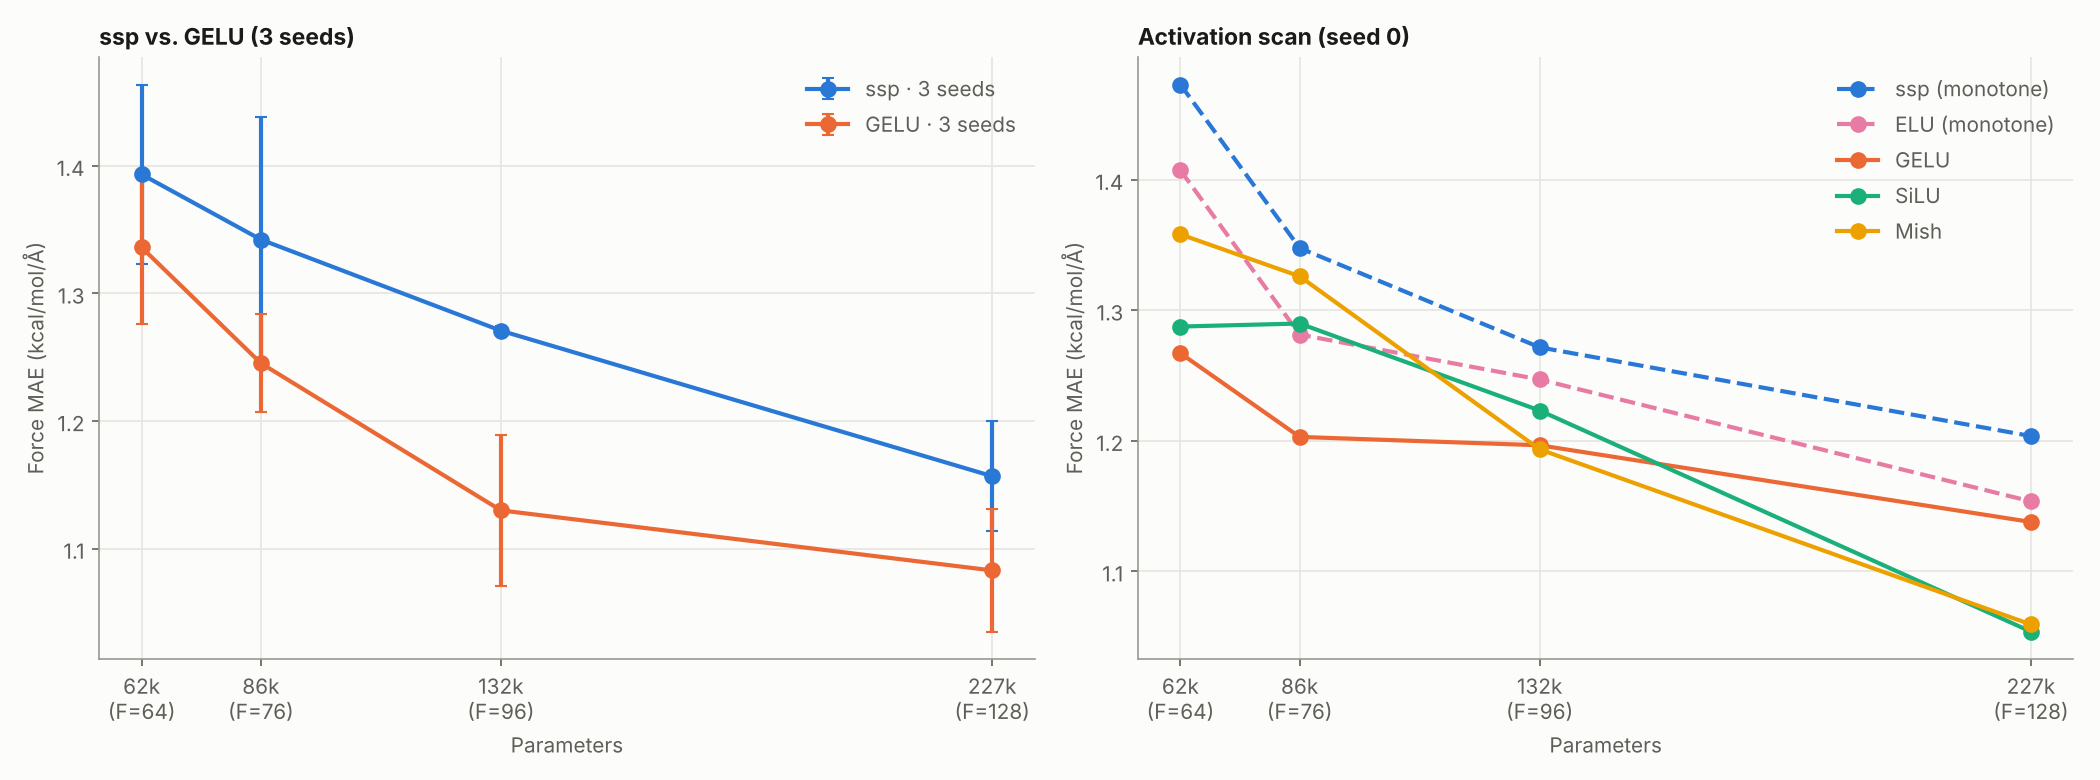 ssp vs. GELU (3 seeds)
ssp · 3 seeds
GELU · 3 seeds
Force MAE (kcal/mol/Å)
1.4
1.3
1.2
1.1
62k
(F=64)
86k
(F=76)
132k
(F=96)
227k
(F=128)
Parameters
Activation scan (seed 0)
ssp (monotone)
ELU (monotone)
GELU
SiLU
Mish
Force MAE (kcal/mol/Å)
1.4
1.3
1.2
1.1
62k
(F=64)
86k
(F=76)
132k
(F=96)
227k
(F=128)
Parameters